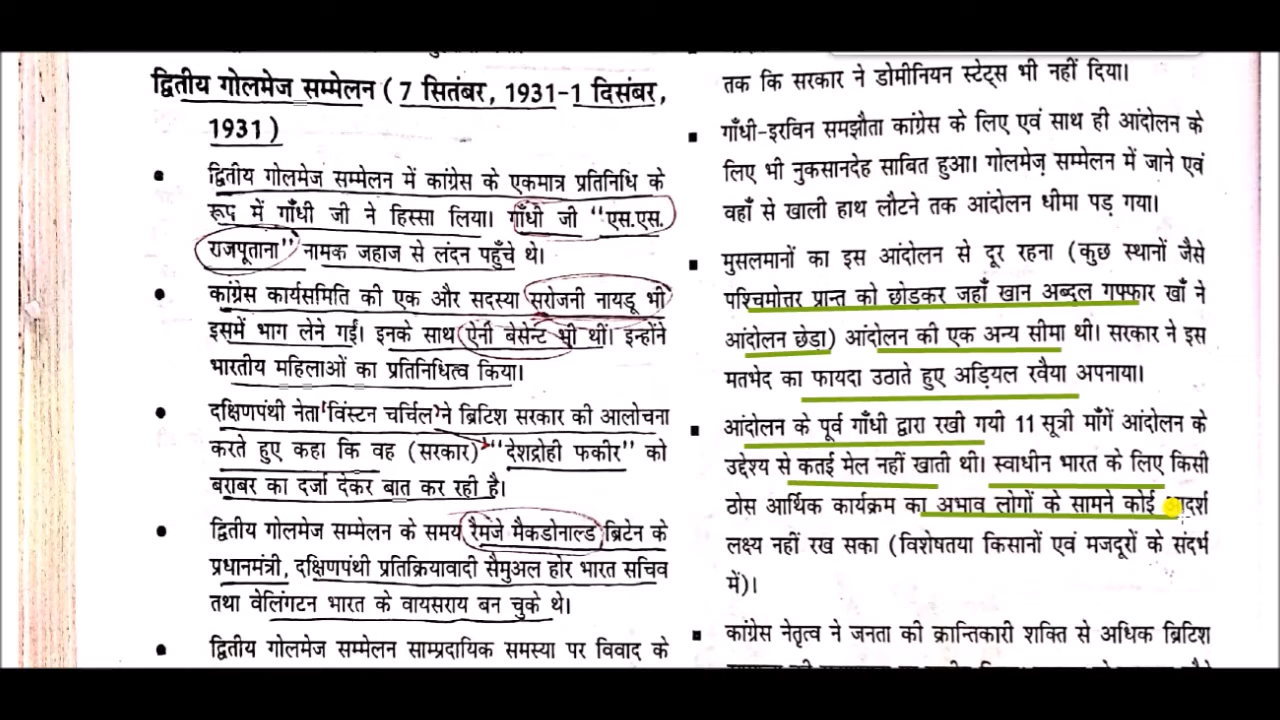 द्वितीय गोलमेज सम्मेलन ( 7 सितंबर, 1931-1 दिसंबर,
1931 )
• द्वितीय गोलमेज सम्मेलन में कांग्रेस के एकमात्र प्रतिनिधि के
रूप में गाँधी जी ने हिस्सा लिया। गाँधी जी "एस.एस.
राजपूताना" नामक जहाज से लंदन पहुँचे थे।
• कांग्रेस कार्यसमिति की एक और सदस्या सरोजनी नायडू भी
इसमें भाग लेने गईं। इनके साथ ऐनी बेसेन्ट भी थीं। इन्होंने
भारतीय महिलाओं का प्रतिनिधित्व किया।
• दक्षिणपंथी नेता 'विंस्टन चर्चिल' ने ब्रिटिश सरकार की आलोचना
करते हुए कहा कि वह (सरकार) "देशद्रोही फकीर" को
बराबर का दर्जा देकर बात कर रही है।
• द्वितीय गोलमेज सम्मेलन के समय रैमजे मैकडोनाल्ड ब्रिटेन के
प्रधानमंत्री, दक्षिणपंथी प्रतिक्रियावादी सैमुअल होर भारत सचिव
तथा वेलिंगटन भारत के वायसराय बन चुके थे।
• द्वितीय गोलमेज सम्मेलन साम्प्रदायिक समस्या पर विवाद के
तक कि सरकार ने डोमीनियन स्टेट्स भी नहीं दिया।
▪ गाँधी-इरविन समझौता कांग्रेस के लिए एवं साथ ही आंदोलन के
लिए भी नुकसानदेह साबित हुआ। गोलमेज़ सम्मेलन में जाने एवं
वहाँ से खाली हाथ लौटने तक आंदोलन धीमा पड़ गया।
▪ मुसलमानों का इस आंदोलन से दूर रहना (कुछ स्थानों जैसे
पश्चिमोत्तर प्रान्त को छोडकर जहाँ खान अब्दुल गफ्फार खाँ ने
आंदोलन छेडा) आंदोलन की एक अन्य सीमा थी। सरकार ने इस
मतभेद का फायदा उठाते हुए अड़ियल रवैया अपनाया।
▪ आंदोलन के पूर्व गाँधी द्वारा रखी गयी 11 सूत्री माँगें आंदोलन के
उद्देश्य से कतई मेल नहीं खाती थी। स्वाधीन भारत के लिए किसी
ठोस आर्थिक कार्यक्रम का अभाव लोगों के सामने कोई
लक्ष्य नहीं रख सका (विशेषतया किसानों एवं मजदूरों के संदर्भ
में)।
▪ कांग्रेस नेतृत्व ने जनता की क्रान्तिकारी शक्ति से अधिक ब्रिटिश